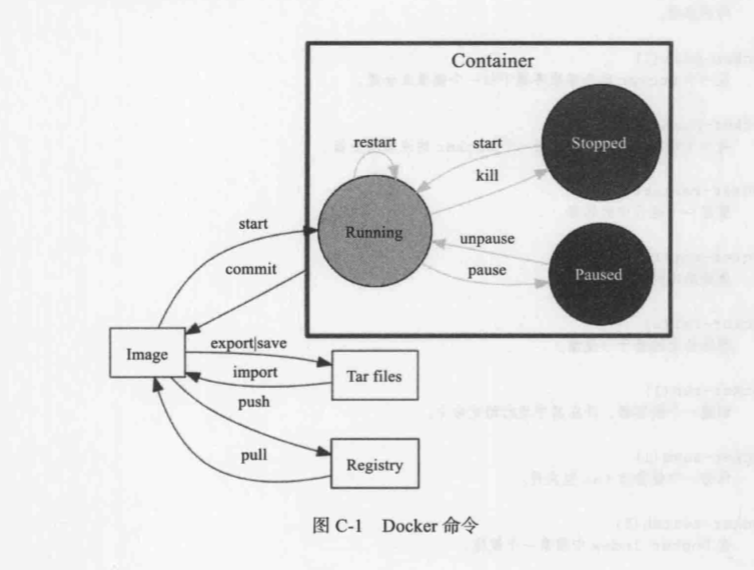 Container
restart
start
Stopped
kill
start
Running
unpause
commit
pause
Paused
Image
export|save
import
Tar files
push
pull
Registry
图 C-1 Docker 命令